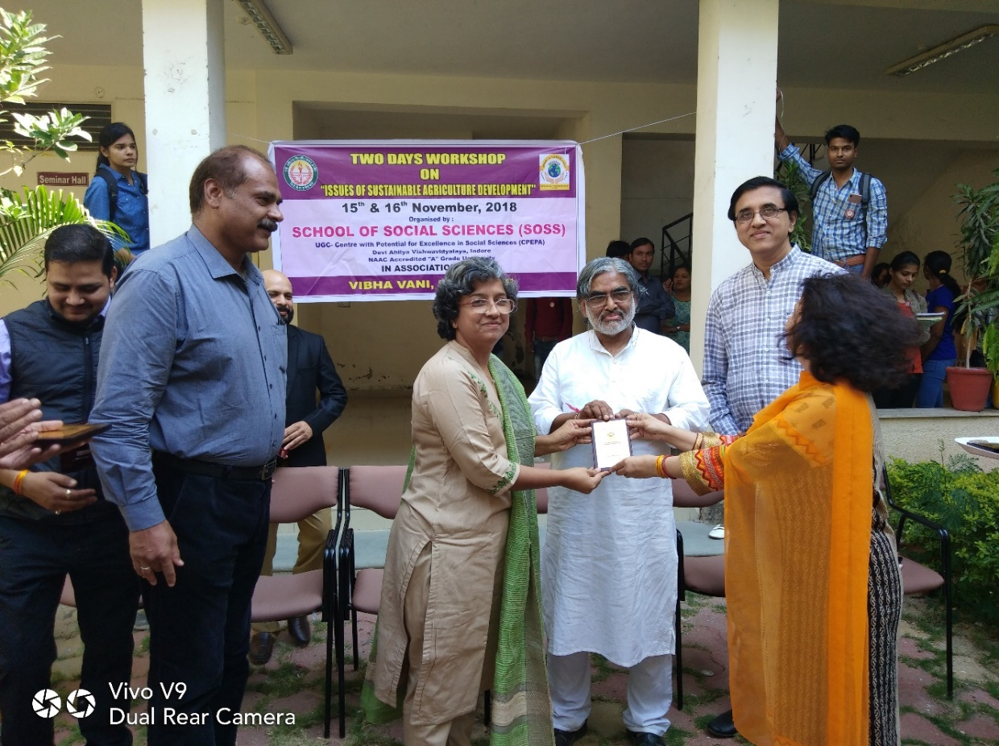 TWO DAYS WORKSHOP
ON
"ISSUES OF SUSTAINABLE AGRICULTURE DEVELOPMENT"
15th & 16th November, 2018
Organised by :
SCHOOL OF SOCIAL SCIENCES (SOSS)
UGC- Centre with Potential for Excellence in Social Sciences (CPEPA)
Devi Ahilya Vishwavidyalaya, Indore
NAAC Accredited "A" Grade University
IN ASSOCIATIO
VIBHA VANI,
Seminar Hall
Vivo V9
Dual Rear Camera